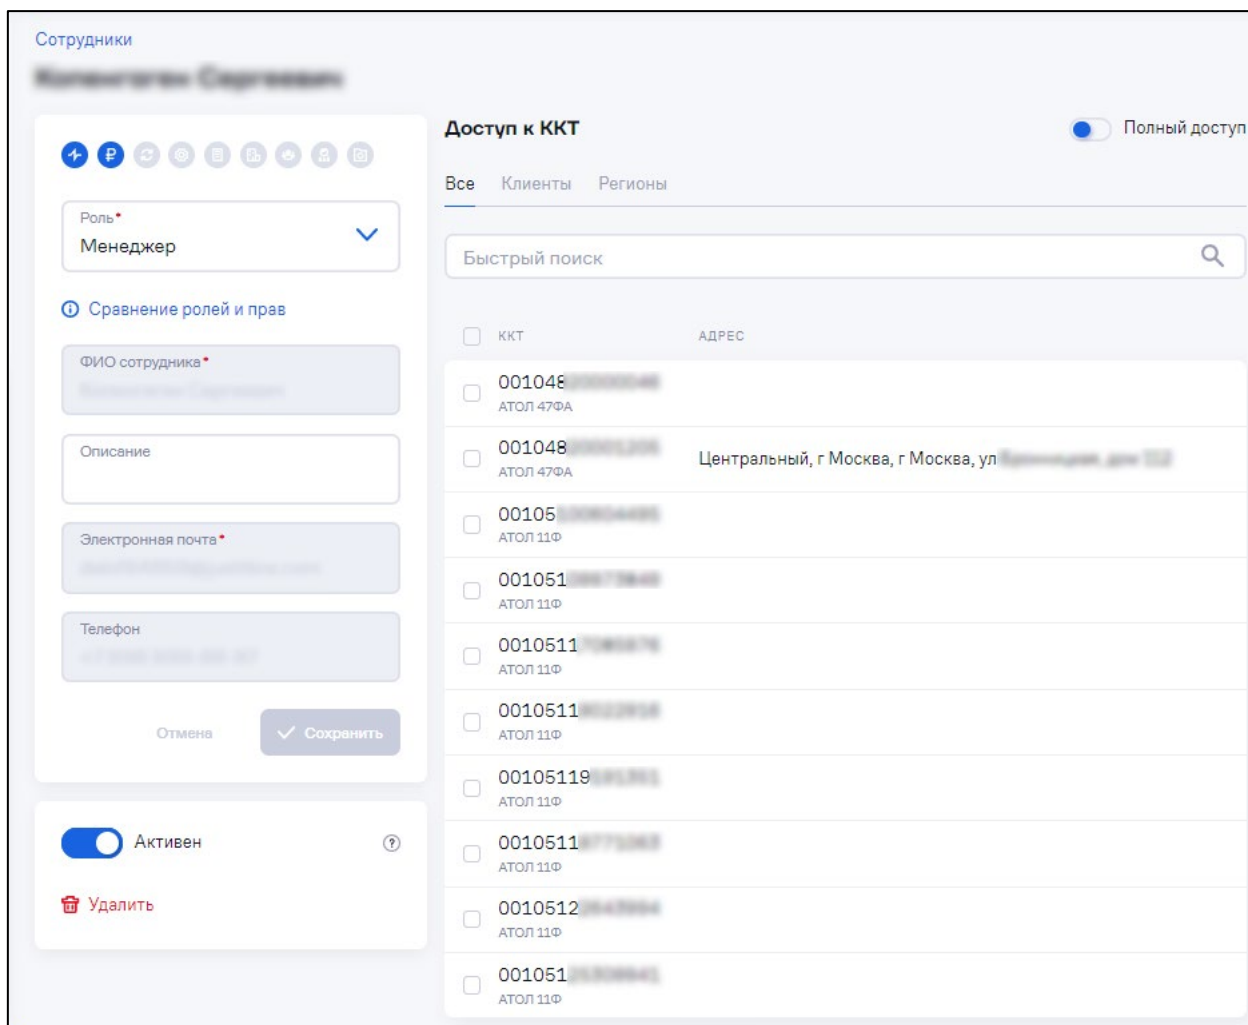 Сотрудники
Доступ к ККТ
Полный доступ
Все Клиенты Регионы
Роль*
Менеджер
Быстрый поиск
Сравнение ролей и прав
ККТ АДРЕС
ФИО сотрудника*
001048
АТОЛ 47ФА
Описание
001048
АТОЛ 47ФА
Центральный, г Москва, г Москва, ул
Электронная почта*
00105
АТОЛ 11Ф
001051
АТОЛ 11Ф
Телефон
0010511
АТОЛ 11Ф
Отмена Сохранить
0010511
АТОЛ 11Ф
00105119
АТОЛ 11Ф
Активен
0010511
АТОЛ 11Ф
Удалить
0010512
АТОЛ 11Ф
001051
АТОЛ 11Ф